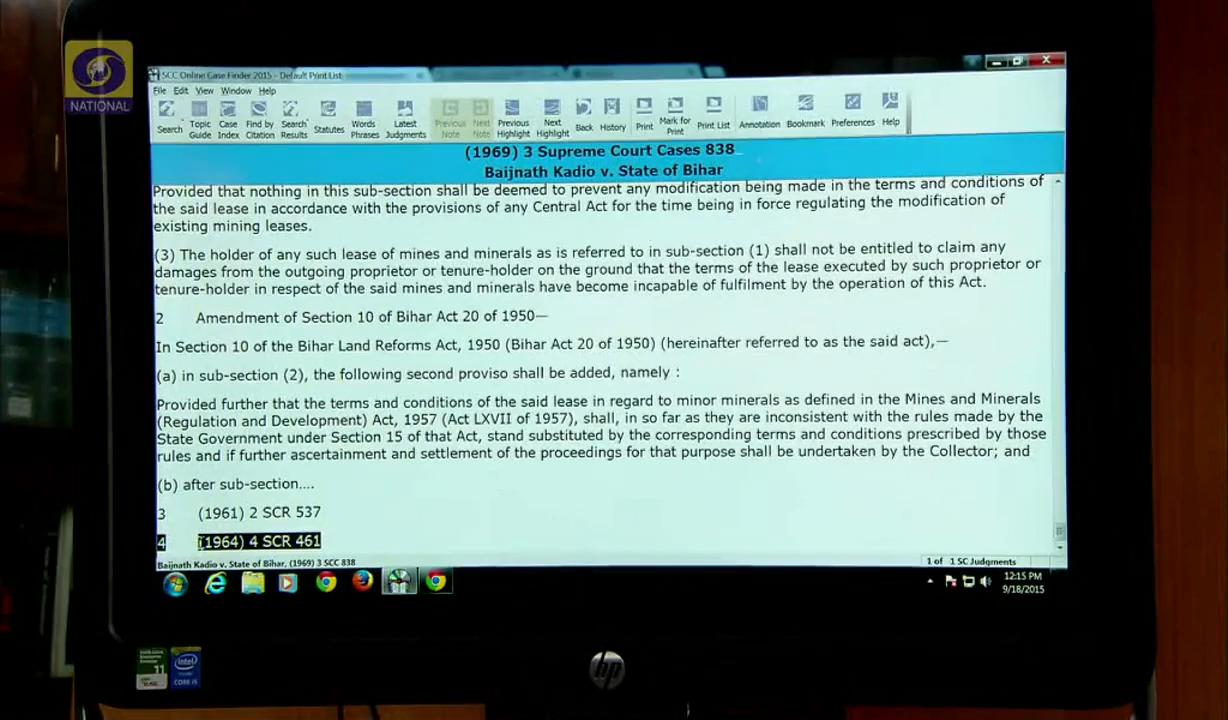 NATIONAL
SCC Online Case Finder 2015 - Default Print List
File Edit View Window Help
Search Topic Guide Case Index Find by Citation Search Results Statutes Words Phrases Latest Judgments Previous Note Next Note Previous Highlight Next Highlight Back History Print Mark for Print Print List Annotation Bookmark Preferences Help
(1969) 3 Supreme Court Cases 838
Baijnath Kadio v. State of Bihar
Provided that nothing in this sub-section shall be deemed to prevent any modification being made in the terms and conditions of
the said lease in accordance with the provisions of any Central Act for the time being in force regulating the modification of
existing mining leases.
(3) The holder of any such lease of mines and minerals as is referred to in sub-section (1) shall not be entitled to claim any
damages from the outgoing proprietor or tenure-holder on the ground that the terms of the lease executed by such proprietor or
tenure-holder in respect of the said mines and minerals have become incapable of fulfilment by the operation of this Act.
2 Amendment of Section 10 of Bihar Act 20 of 1950—
In Section 10 of the Bihar Land Reforms Act, 1950 (Bihar Act 20 of 1950) (hereinafter referred to as the said act),—
(a) in sub-section (2), the following second proviso shall be added, namely :
Provided further that the terms and conditions of the said lease in regard to minor minerals as defined in the Mines and Minerals
(Regulation and Development) Act, 1957 (Act LXVII of 1957), shall, in so far as they are inconsistent with the rules made by the
State Government under Section 15 of that Act, stand substituted by the corresponding terms and conditions prescribed by those
rules and if further ascertainment and settlement of the proceedings for that purpose shall be undertaken by the Collector; and
(b) after sub-section....
3 (1961) 2 SCR 537
4 (1964) 4 SCR 461
Baijnath Kadio v. State of Bihar, (1969) 3 SCC 838
1 of 1 SC Judgments
12:15 PM
9/18/2015
hp
11
intel
CORE i5